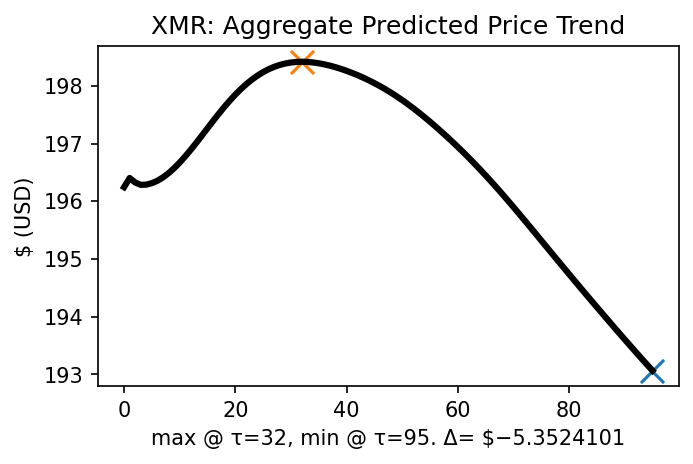 XMR: Aggregate Predicted Price Trend
198
197
196
195
194
193
$ (USD)
0 20 40 60 80
max @ τ=32, min @ τ=95. Δ= $−5.3524101